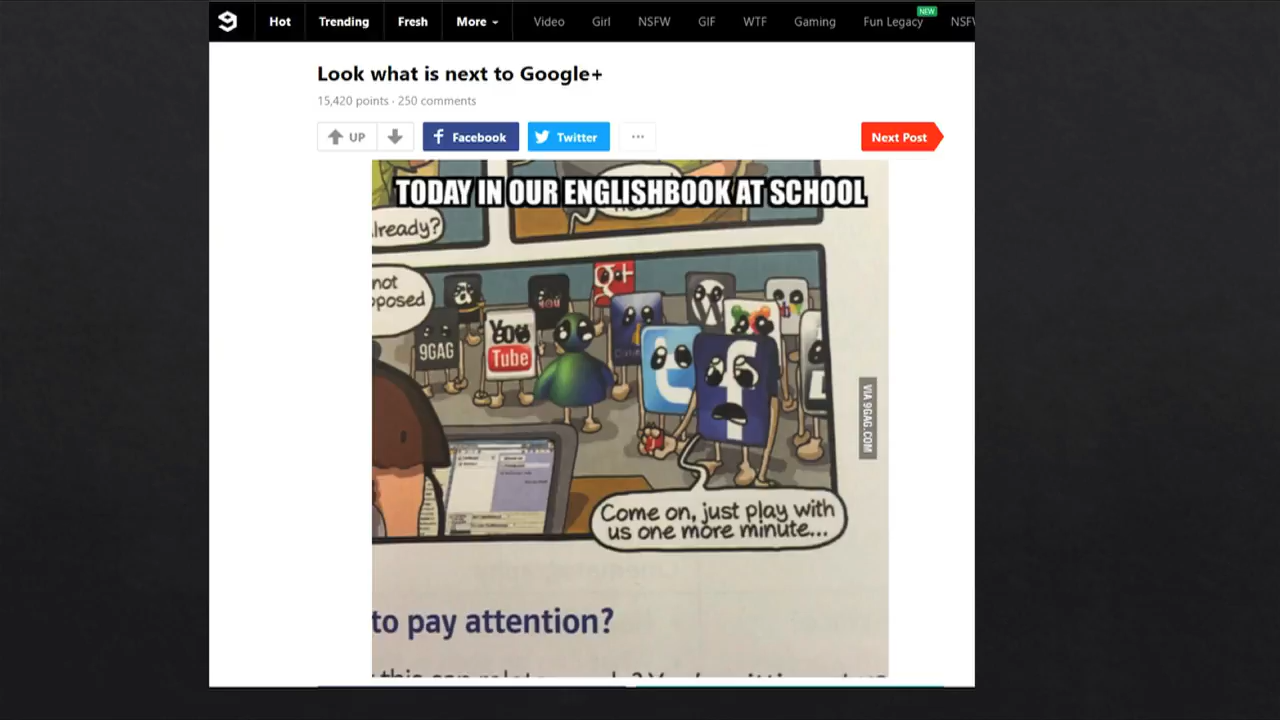 Hot Trending Fresh More Video Girl NSFW GIF WTF Gaming Fun Legacy NEW NSFW
Look what is next to Google+
15,420 points · 250 comments
UP Facebook Twitter ... Next Post
TODAY IN OUR ENGLISHBOOK AT SCHOOL
lready?
not
pposed
g+
9GAG
You
Tube
VIA 9GAG.COM
Come on, just play with
us one more minute...
to pay attention?